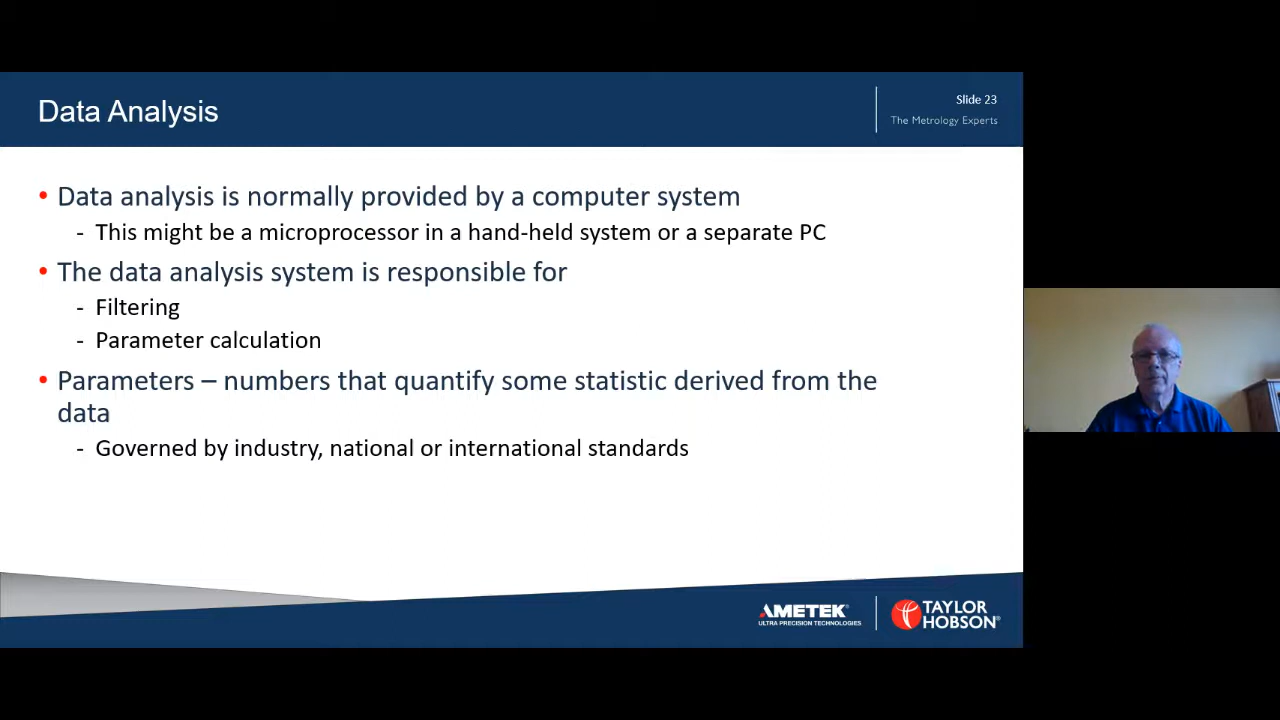 Data Analysis
Slide 23
The Metrology Experts
• Data analysis is normally provided by a computer system
- This might be a microprocessor in a hand-held system or a separate PC
• The data analysis system is responsible for
- Filtering
- Parameter calculation
• Parameters – numbers that quantify some statistic derived from the
data
- Governed by industry, national or international standards
AMETEK®
ULTRA PRECISION TECHNOLOGIES
TAYLOR
HOBSON®